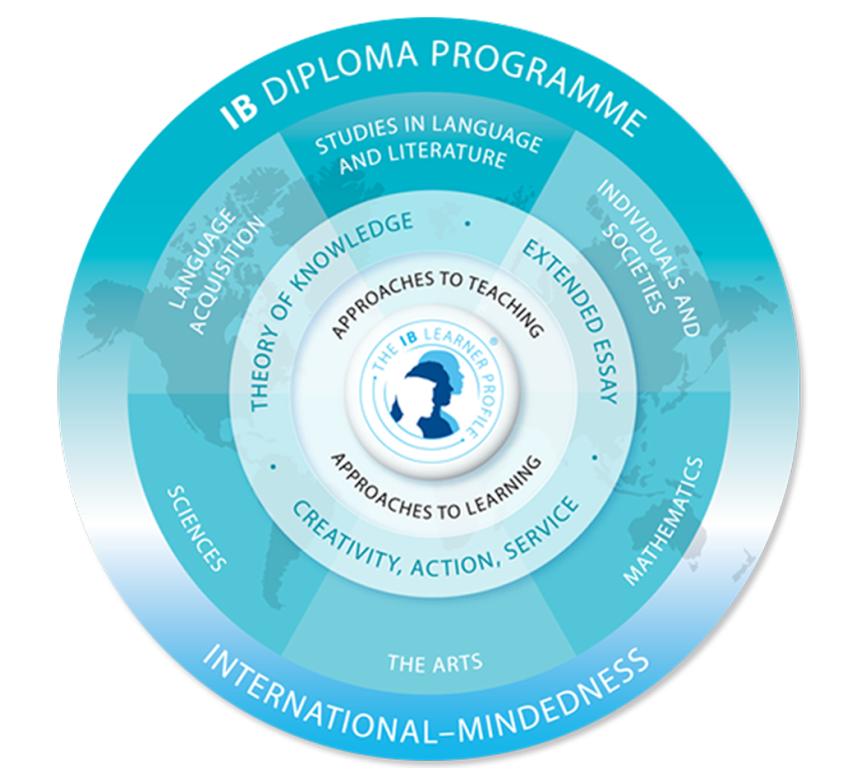 IB DIPLOMA PROGRAMME
STUDIES IN LANGUAGE
AND LITERATURE
LANGUAGE
ACQUISITION
INDIVIDUALS AND
SOCIETIES
THEORY OF KNOWLEDGE
EXTENDED ESSAY
APPROACHES TO TEACHING
THE IB LEARNER PROFILE
®
APPROACHES TO LEARNING
CREATIVITY, ACTION, SERVICE
SCIENCES
MATHEMATICS
THE ARTS
INTERNATIONAL–MINDEDNESS